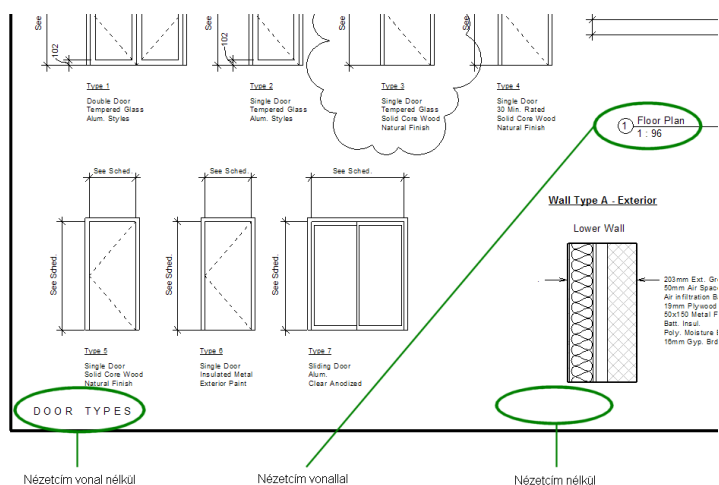 See
102
See
102
See
See
Type 1
Double Door
Tempered Glass
Alum. Styles
Type 2
Single Door
Tempered Glass
Alum. Styles
Type 3
Single Door
Tempered Glass
Solid Core Wood
Natural Finish
Type 4
Single Door
30 Min. Rated
Solid Core Wood
Natural Finish
1 Floor Plan
1 : 96
See Sched.
See Sched.
See Sched.
See Sched.
See Sched.
See Sched.
Type 5
Single Door
Solid Core Wood
Natural Finish
Type 6
Single Door
Insulated Metal
Exterior Paint
Type 7
Sliding Door
Alum.
Clear Anodized
Wall Type A - Exterior
Lower Wall
203mm Ext. Gr
50mm Air Space
Air infiltration B
19mm Plywood
50x150 Metal F
Batt. Insul.
Poly. Moisture B
16mm Gyp. Brd
DOOR TYPES
Nézetcím vonal nélkül
Nézetcím vonallal
Nézetcím nélkül